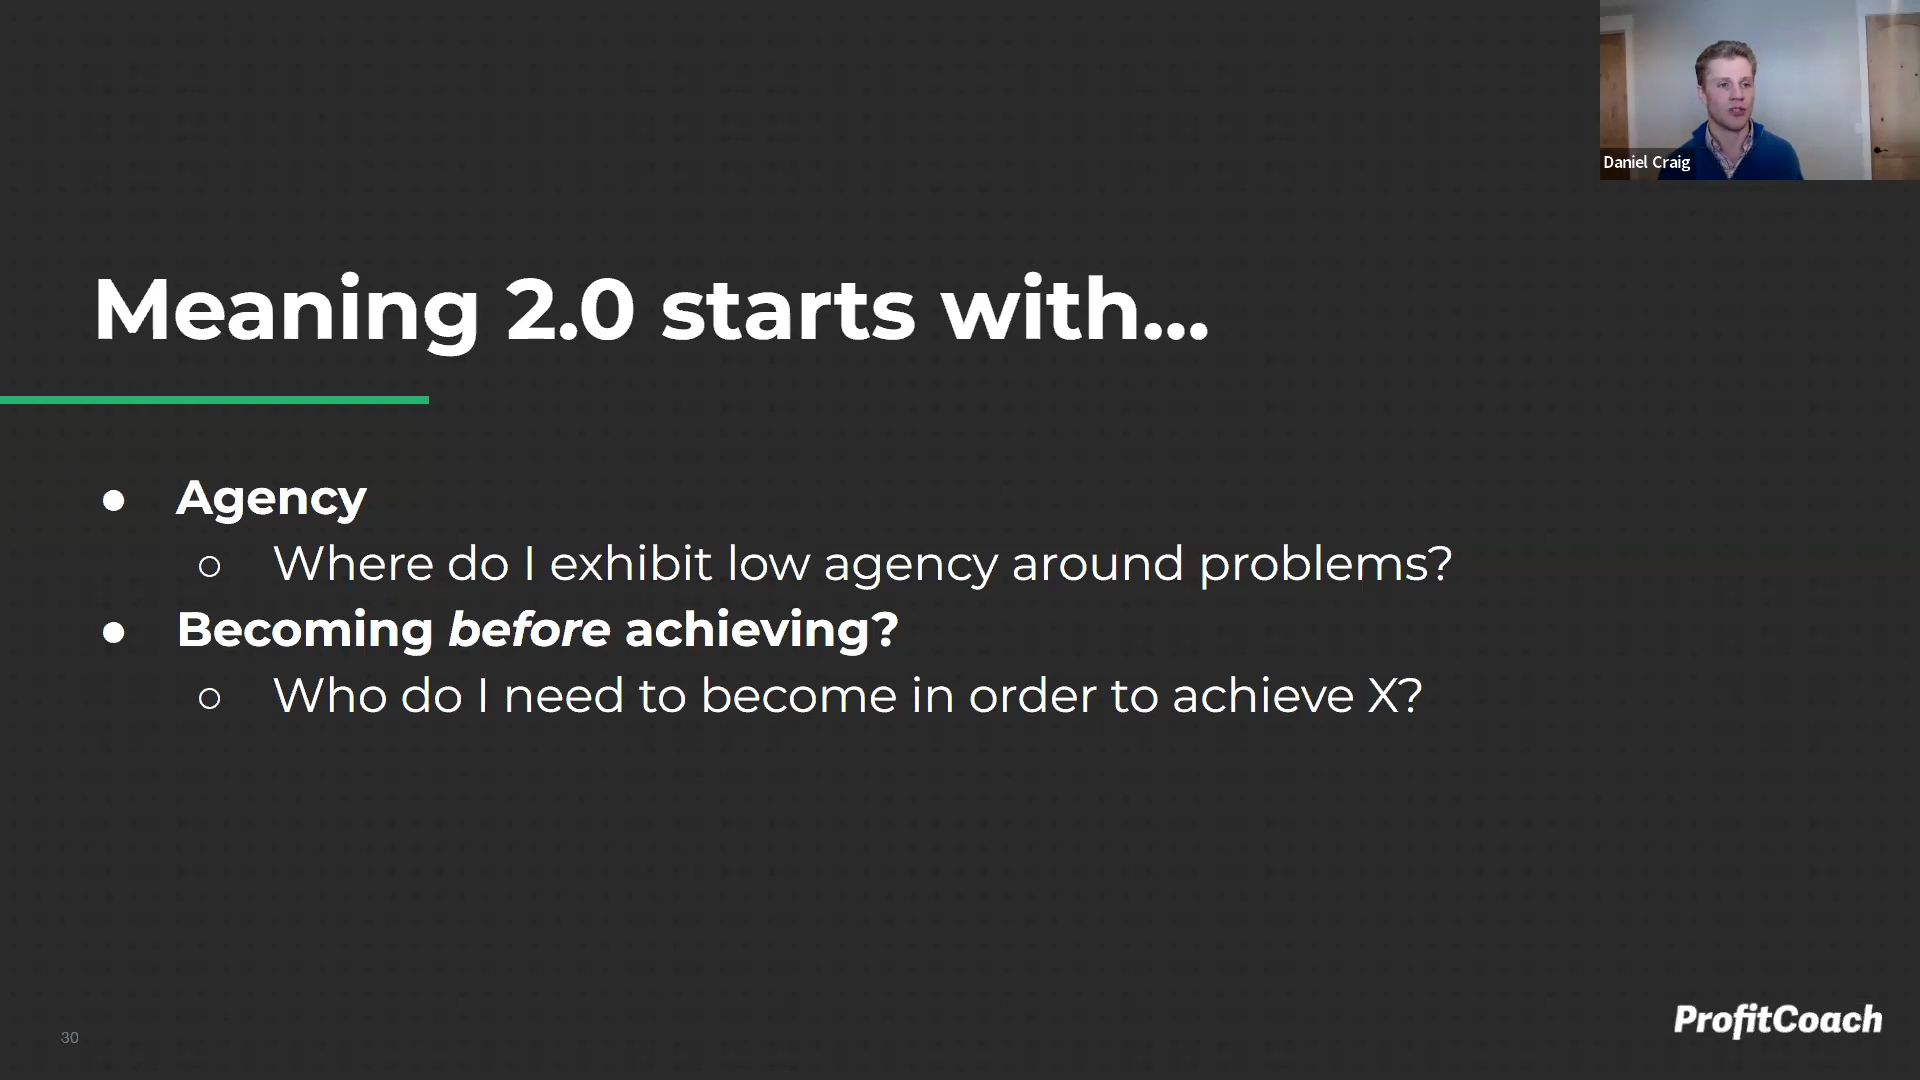 Daniel Craig
Meaning 2.0 starts with...
● Agency
○ Where do I exhibit low agency around problems?
● Becoming before achieving?
○ Who do I need to become in order to achieve X?
30
ProfitCoach